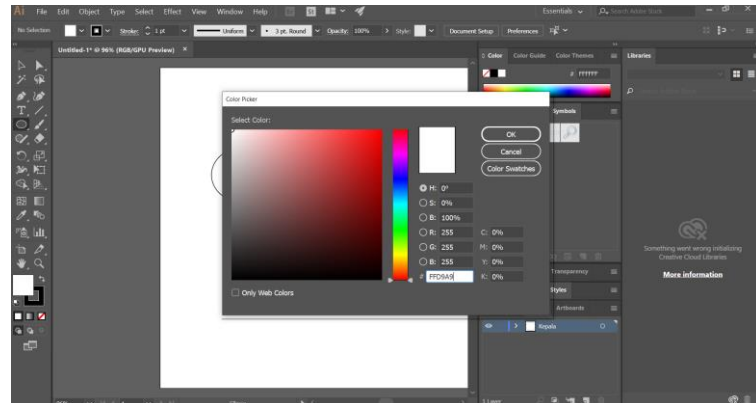 Ai File Edit Object Type Select Effect View Window Help Essentials Search Adobe Stock
No Selection Stroke: 1 pt Uniform 3 pt. Round Opacity: 100% Style: Document Setup Preferences
Untitled-1* @ 96% (RGB/GPU Preview) ×
Color Color Guide Color Themes Libraries
# FFFFFF
Color Picker
Select Color:
Symbols
OK
Cancel
Color Swatches
H: 0°
S: 0%
B: 100%
R: 255 C: 0%
G: 255 M: 0%
B: 255 Y: 0%
# FFD9A9 K: 0%
Only Web Colors
Something went wrong initializing
Creative Cloud Libraries
More information
Transparency
Styles
Artboards
Kepala
1 Layer